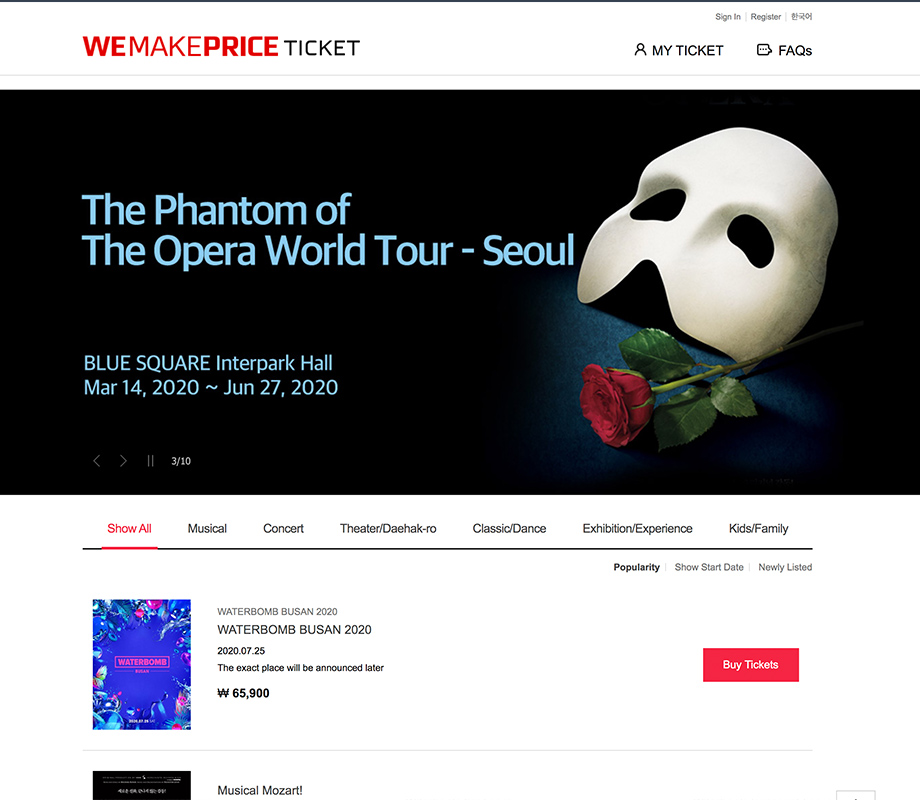 Sign In | Register | 한국어
WEMAKEPRICE TICKET
MY TICKET
FAQs
The Phantom of
The Opera World Tour - Seoul
BLUE SQUARE Interpark Hall
Mar 14, 2020 ~ Jun 27, 2020
3/10
Show All
Musical
Concert
Theater/Daehak-ro
Classic/Dance
Exhibition/Experience
Kids/Family
Popularity | Show Start Date | Newly Listed
WATERBOMB
BUSAN
2020.07.25 SAT
WATERBOMB BUSAN 2020
WATERBOMB BUSAN 2020
2020.07.25
The exact place will be announced later
₩ 65,900
Buy Tickets
Musical Mozart!